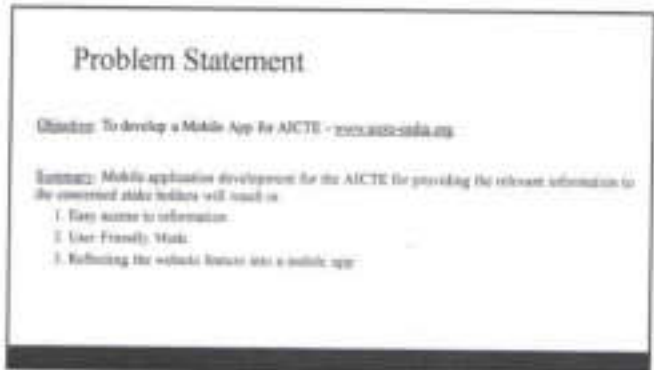 Problem Statement
Objective: To develop a Mobile App for AICTE - www.aicte-india.org
Summary: Mobile application development for the AICTE for providing the relevant information to
the concerned stake holders will result in
1. Easy access to information
2. User Friendly Mode
3. Reflecting the website feature into a mobile app